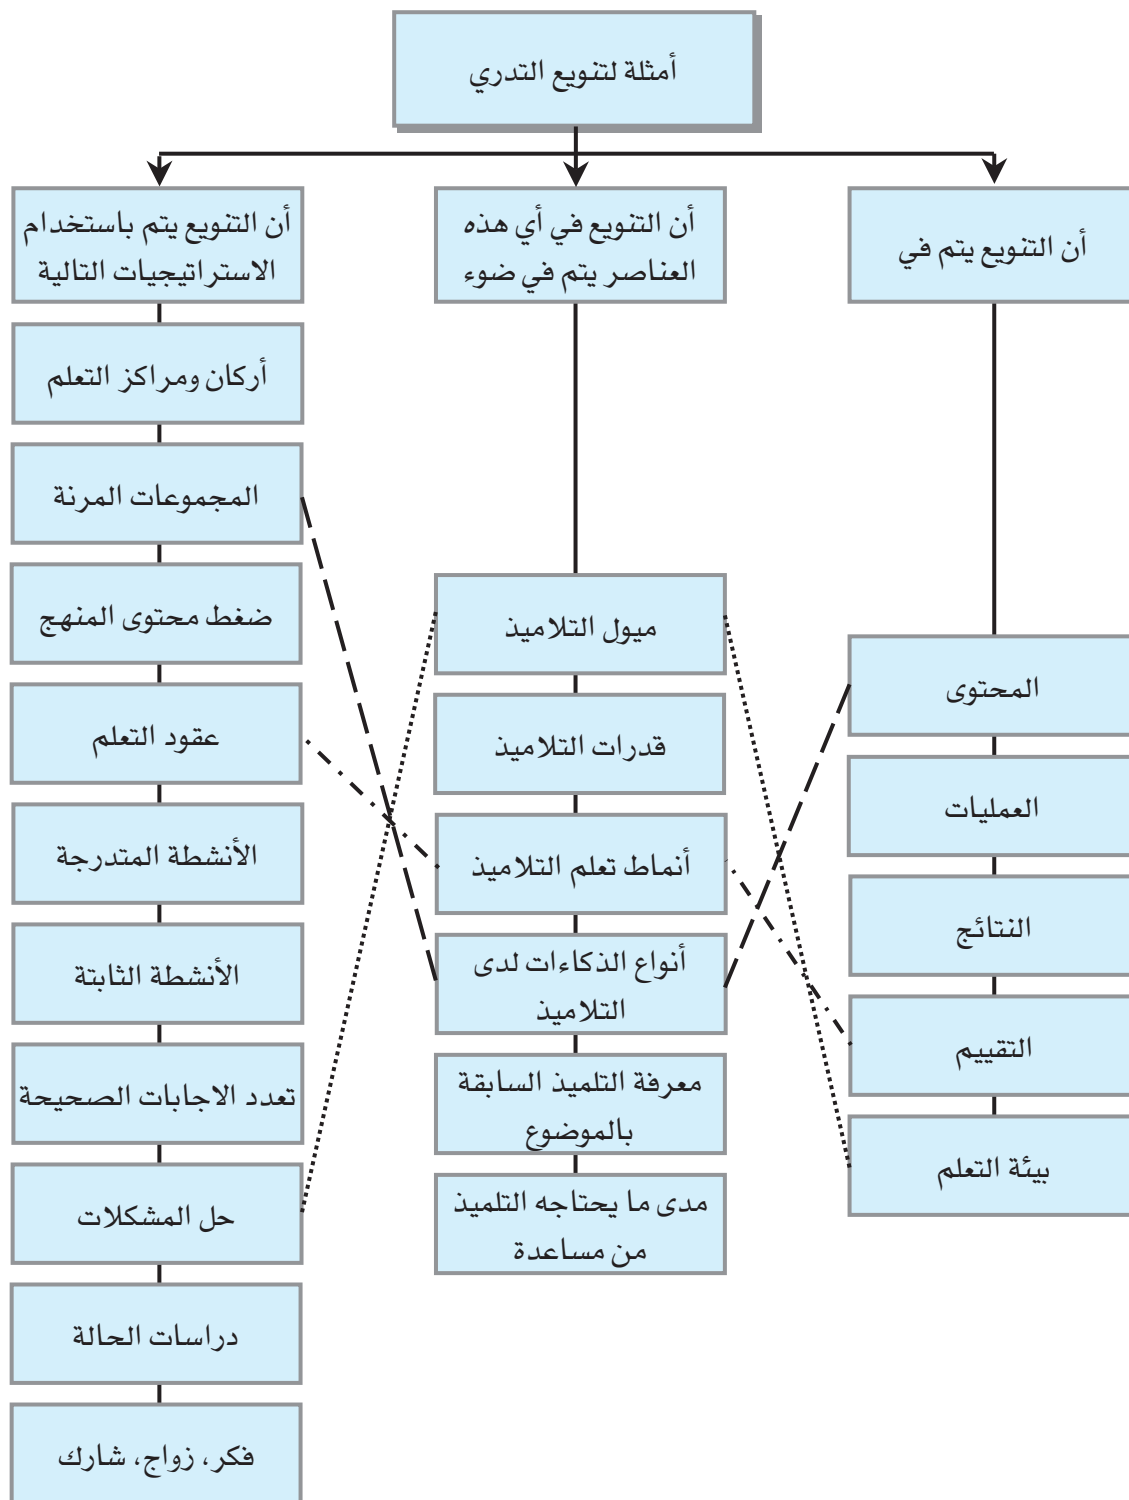 أمثلة لتنويع التدري
أن التنويع يتم في
المحتوى
العمليات
النتائج
التقييم
بيئة التعلم
أن التنويع في أي هذه
العناصر يتم في ضوء
ميول التلاميذ
قدرات التلاميذ
أنماط تعلم التلاميذ
أنواع الذكاءات لدى
التلاميذ
معرفة التلميذ السابقة
بالموضوع
مدى ما يحتاجه التلميذ
من مساعدة
أن التنويع يتم باستخدام
الاستراتيجيات التالية
أركان ومراكز التعلم
المجموعات المرنة
ضغط محتوى المنهج
عقود التعلم
الأنشطة المتدرجة
الأنشطة الثابتة
تعدد الاجابات الصحيحة
حل المشكلات
دراسات الحالة
فكر، زواج، شارك